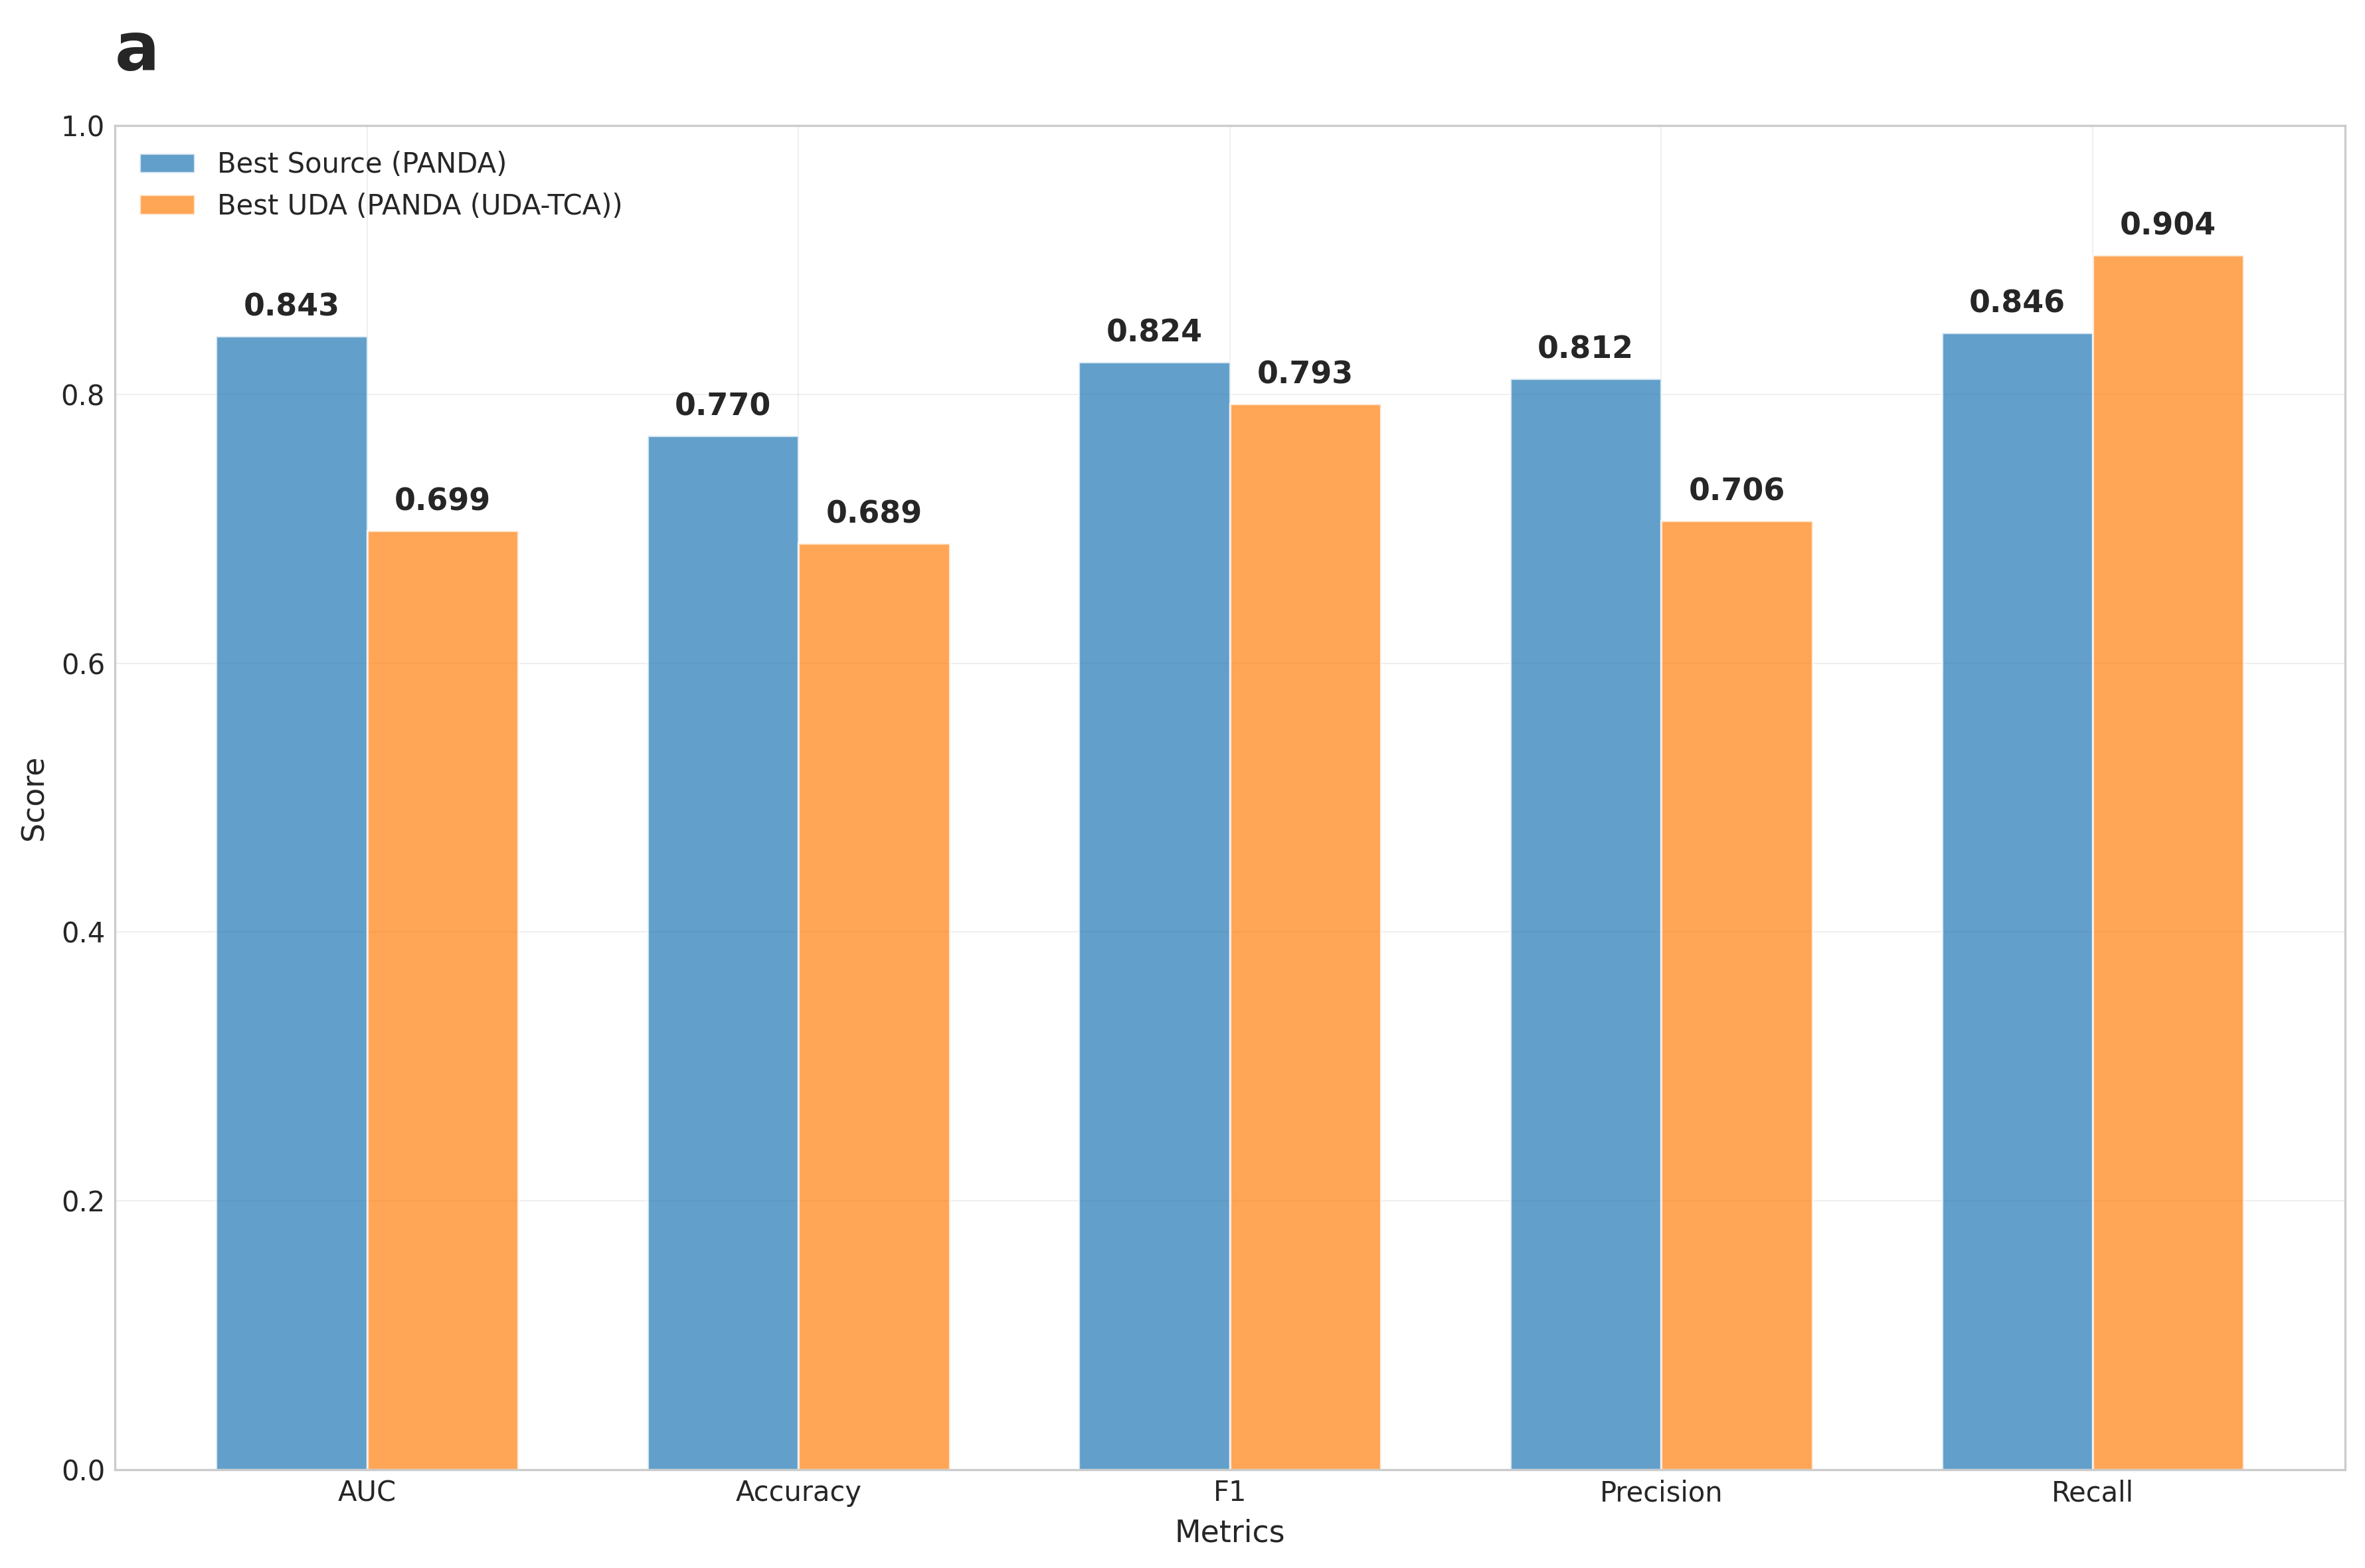 a
1.0
0.8
0.6
0.4
0.2
0.0
Score
Best Source (PANDA)
Best UDA (PANDA (UDA-TCA))
0.843
0.699
0.770
0.689
0.824
0.793
0.812
0.706
0.846
0.904
AUC
Accuracy
F1
Precision
Recall
Metrics